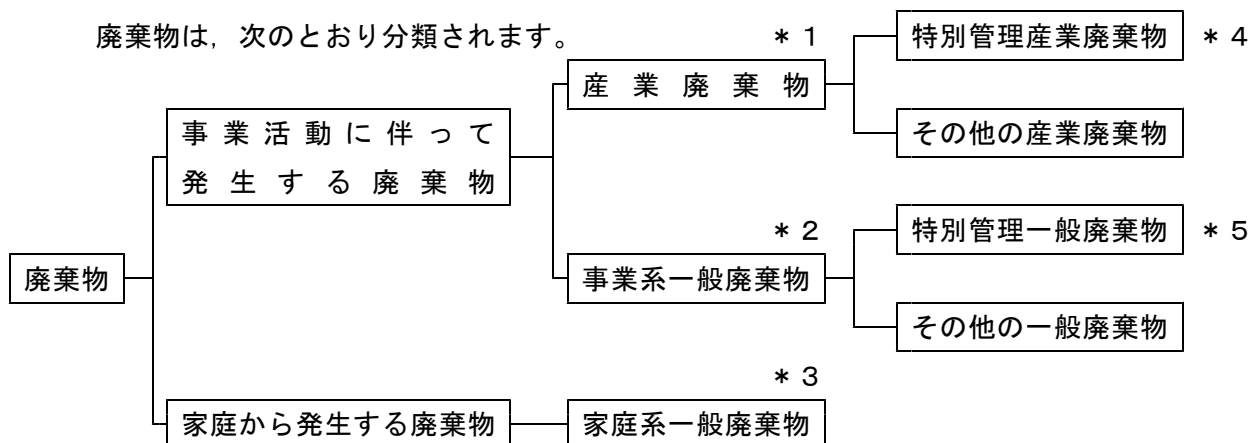 廃棄物は,次のとおり分類されます。
*1
特別管理産業廃棄物 *4
産業廃棄物
事業活動に伴って
発生する廃棄物
その他の産業廃棄物
*2
特別管理一般廃棄物 *5
廃棄物
事業系一般廃棄物
その他の一般廃棄物
*3
家庭から発生する廃棄物
家庭系一般廃棄物